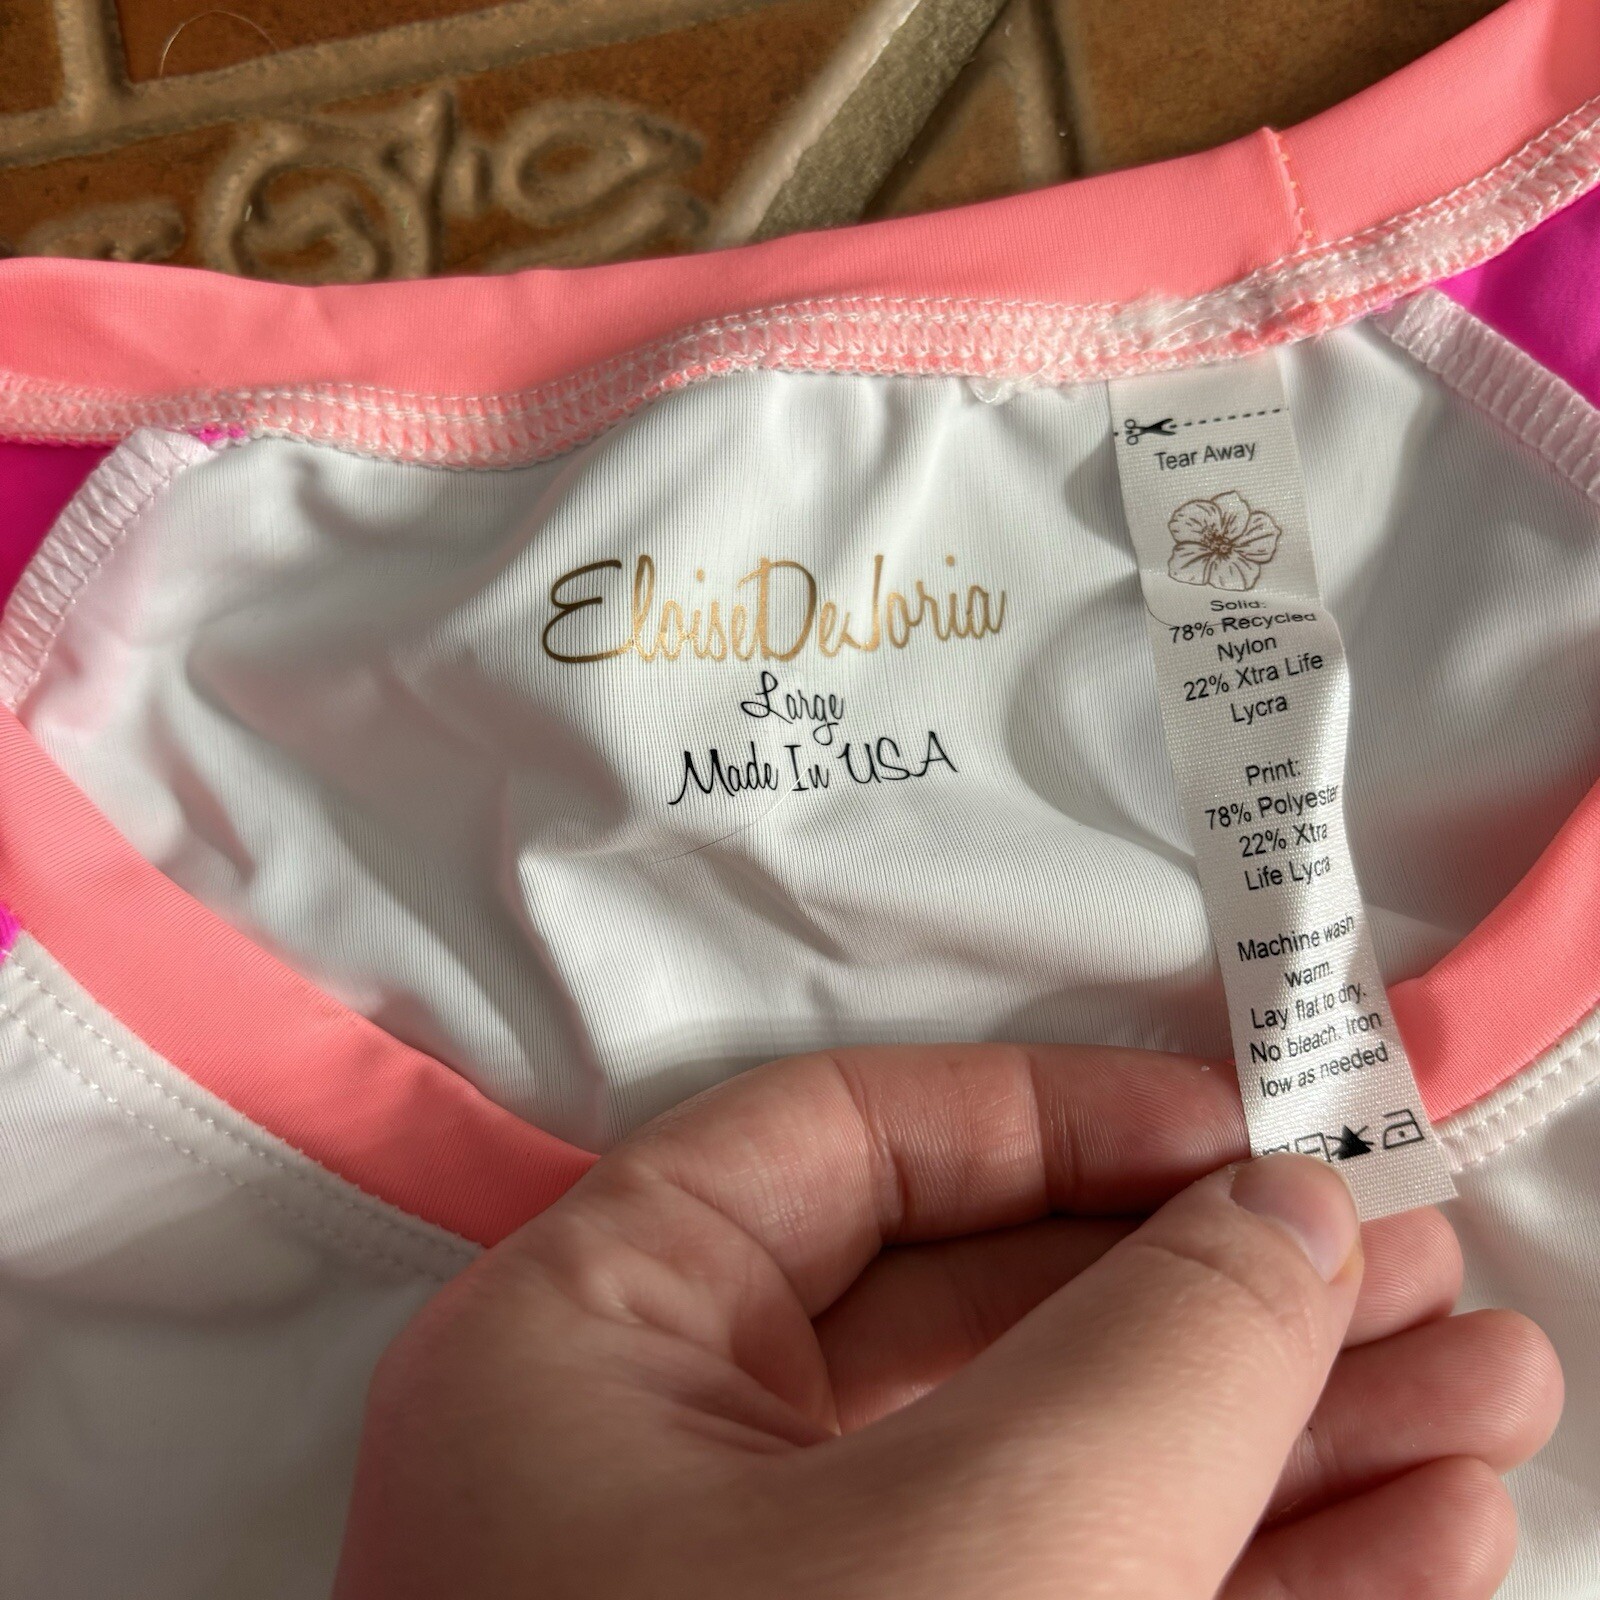 EloiseDeJoria
Large
Made In USA
Tear Away
Solid:
78% Recycled
Nylon
22% Xtra Life
Lycra
Print:
78% Polyester
22% Xtra
Life Lycra
Machine wash
warm.
Lay flat to dry.
No bleach. Iron
low as needed